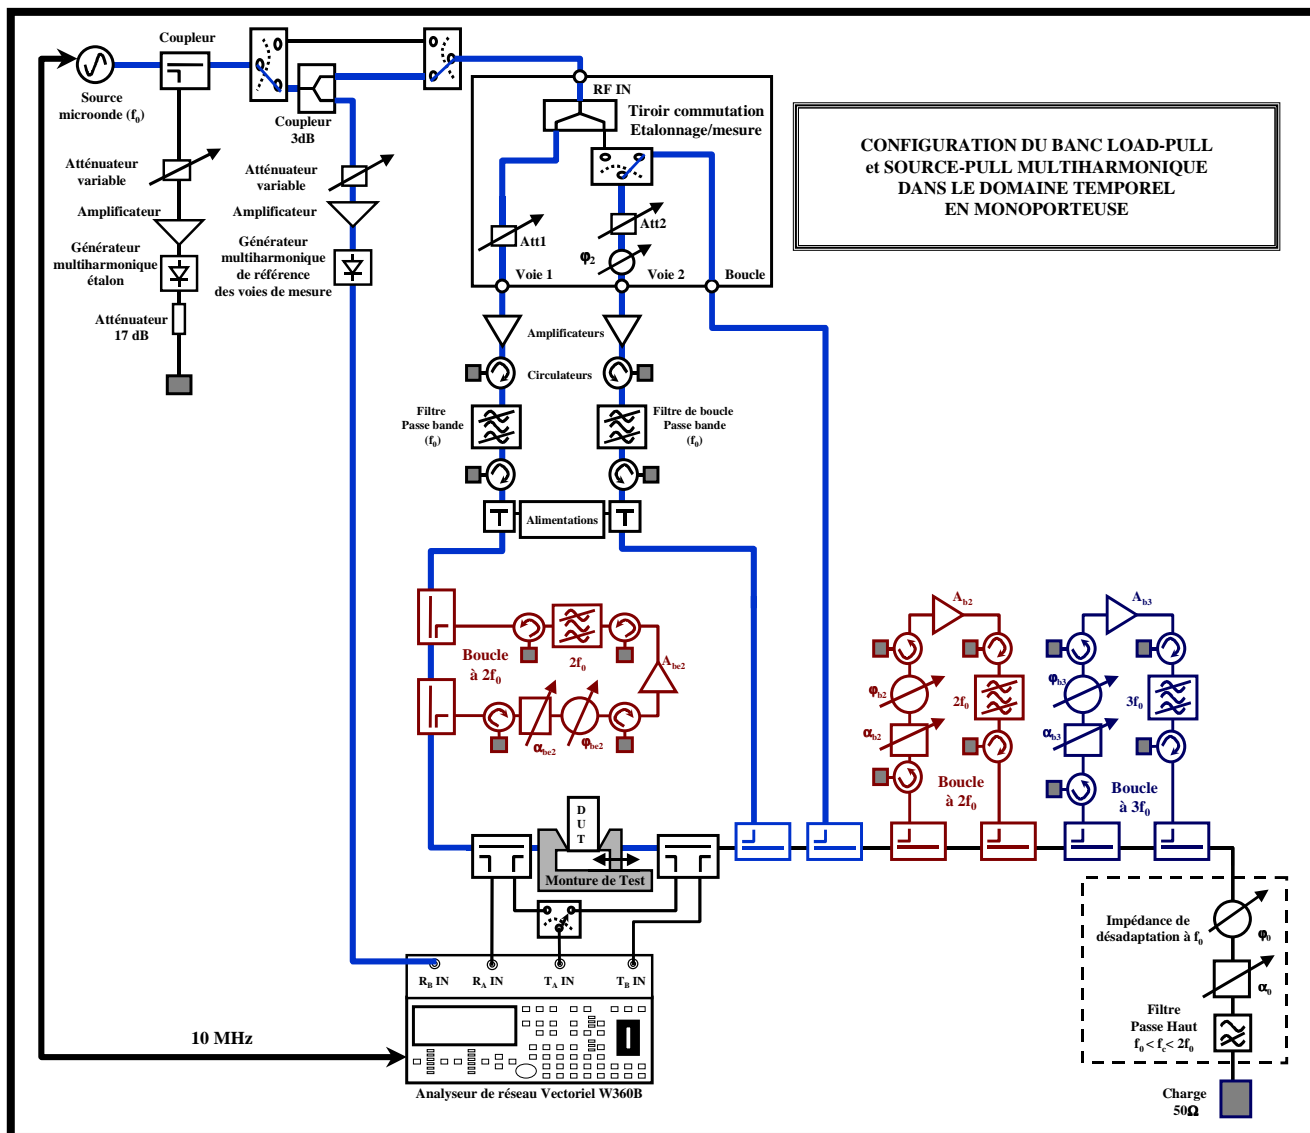 Coupleur
Source
microonde (f0)
Coupleur
3dB
RF IN
Tiroir commutation
Etalonnage/mesure
CONFIGURATION DU BANC LOAD-PULL
et SOURCE-PULL MULTIHARMONIQUE
DANS LE DOMAINE TEMPOREL
EN MONOPORTEUSE
Atténuateur
variable
Atténuateur
variable
Amplificateur
Amplificateur
Générateur
multiharmonique
étalon
Générateur
multiharmonique
de référence
des voies de mesure
Atténuateur
17 dB
Att1
Att2
φ2
Voie 1
Voie 2
Boucle
Amplificateurs
Circulateurs
Filtre
Passe bande
(f0)
Filtre de boucle
Passe bande
(f0)
Alimentations
Boucle
à 2f0
2f0
Abe2
αbe2
φbe2
Ab2
φb2
2f0
αb2
Boucle
à 2f0
Ab3
φb3
3f0
αb3
Boucle
à 3f0
D
U
T
Monture de Test
Impédance de
désadaptation à f0
φ0
α0
Filtre
Passe Haut
f0 < fc < 2f0
Charge
50Ω
RB IN
RA IN
TA IN
TB IN
10 MHz
Analyseur de réseau Vectoriel W360B